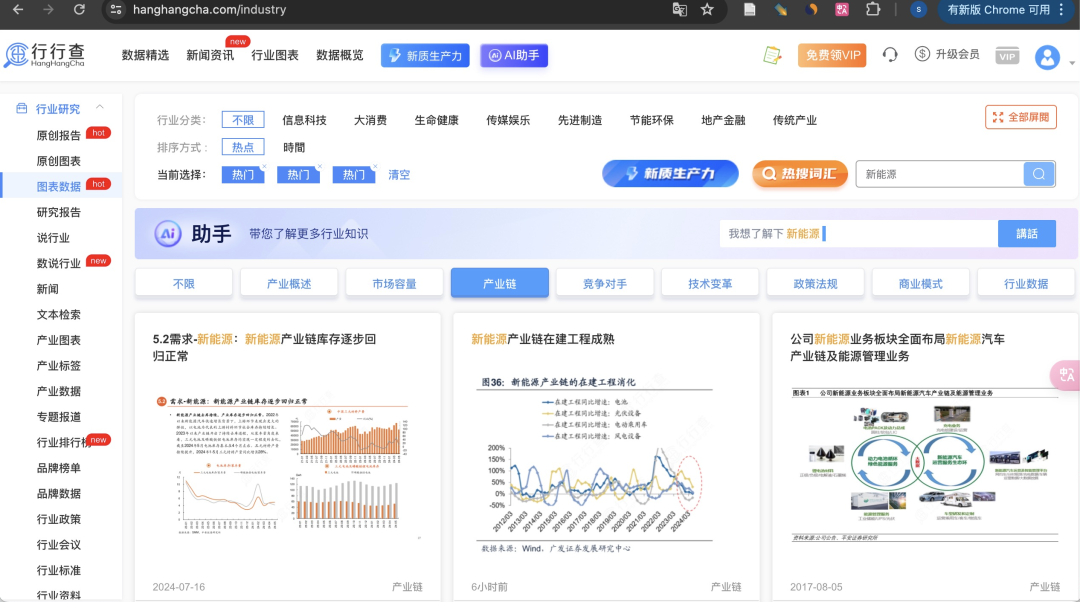 hanghangcha.com/industry
有新版 Chrome 可用
行行查
HangHangCha
数据精选
新闻资讯
new
行业图表
数据概览
新质生产力
AI助手
免费领VIP
升级会员
VIP
行业研究
原创报告
hot
原创图表
图表数据
hot
研究报告
说行业
数说行业
new
新闻
文本检索
产业图表
产业标签
产业数据
专题报道
行业排行榜
new
品牌榜单
品牌数据
行业政策
行业会议
行业标准
行业资料
行业分类:
不限 信息科技 大消费 生命健康 传媒娱乐 先进制造 节能环保 地产金融 传统产业
全部屏閱
排序方式 :
热点 時間
当前选择:
热门 热门 热门 清空
新质生产力
热搜词汇
新能源
Ai 助手 带您了解更多行业知识
我想了解下 新能源
講話
不限 产业概述 市场容量 产业链 竞争对手 技术变革 政策法规 商业模式 行业数据
5.2需求-新能源：新能源产业链库存逐步回
归正常
5.2 需求-新能源：新能源产业链库存逐步回归正常
2024-07-16
产业链
新能源产业链在建工程成熟
图36：新能源产业链的在建工程消化
在建工程同比增速：电池
在建工程同比增速：光伏设备
在建工程同比增速：电动乘用车
在建工程同比增速：风电设备
200%
150%
100%
50%
0%
-50%
2012/03
2013/03
2014/03
2015/03
2016/03
2017/03
2018/03
2019/03
2020/03
2021/03
2022/03
2023/03
2024/03
数据来源：Wind，广发证券发展研究中心
6小时前
产业链
公司新能源业务板块全面布局新能源汽车
产业链及能源管理业务
图表1 公司新能源业务板块全面布局新能源汽车产业链及能源管理业务
动力电池循环
绿色能源服务
新能源汽车
运营服务生态环
资料来源:公司公告、平安证券研究所
2017-08-05
产业链